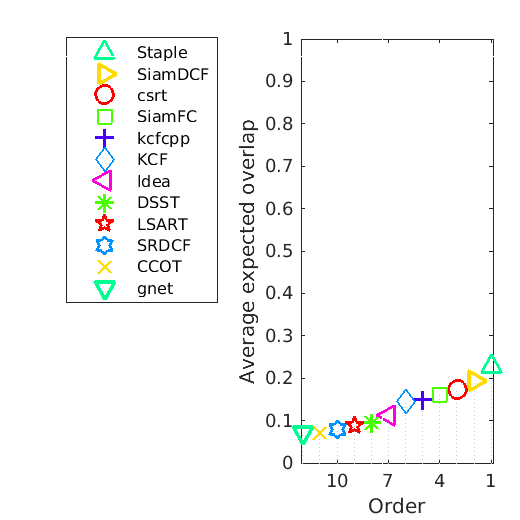 Staple
SiamDCF
csrt
SiamFC
kcfcpp
KCF
Idea
DSST
LSART
SRDCF
CCOT
gnet
Average expected overlap
1
0.9
0.8
0.7
0.6
0.5
0.4
0.3
0.2
0.1
0
10 7 4 1
Order